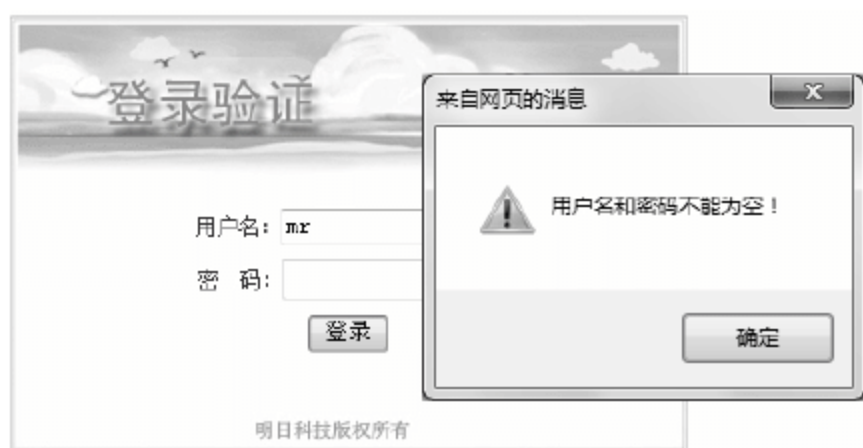 登录验证
来自网页的消息
x
用户名和密码不能为空！
用户名： mr
密 码：
登录
确定
明日科技版权所有